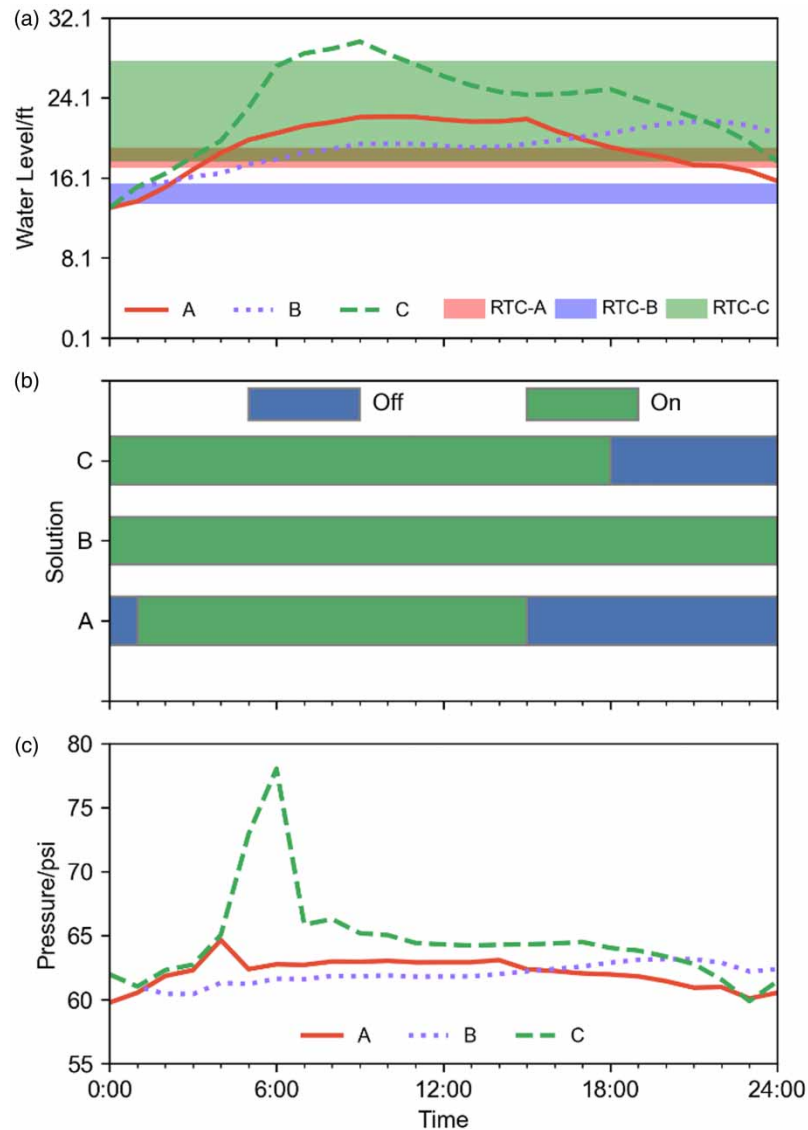 (a)
32.1
24.1
16.1
8.1
0.1
Water Level/ft
A
B
C
RTC-A
RTC-B
RTC-C
(b)
Off
On
C
B
A
Solution
(c)
80
75
70
65
60
55
Pressure/psi
A
B
C
0:00
6:00
12:00
18:00
24:00
Time